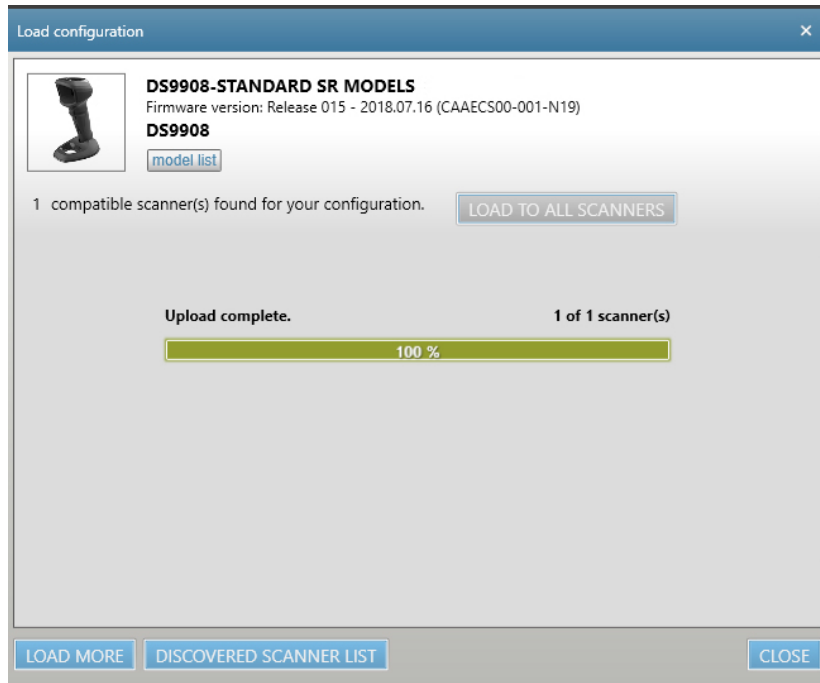 Load configuration ×
DS9908-STANDARD SR MODELS
Firmware version: Release 015 - 2018.07.16 (CAAECS00-001-N19)
DS9908
model list
1 compatible scanner(s) found for your configuration. LOAD TO ALL SCANNERS
Upload complete. 1 of 1 scanner(s)
100 %
LOAD MORE DISCOVERED SCANNER LIST CLOSE